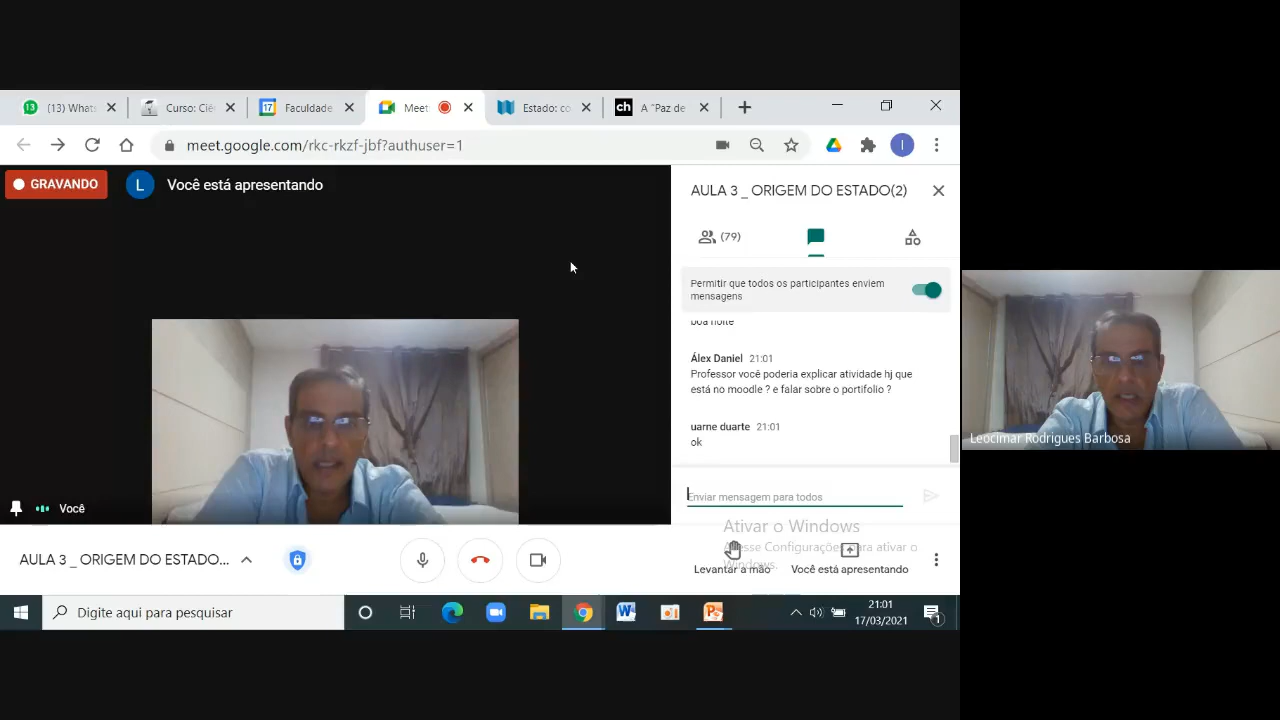 13
(13) Whats
Curso: Ciê
17
Faculdade
Meet
Estado: co
ch
A "Paz de
meet.google.com/rkc-rkzf-jbf?authuser=1
I
GRAVANDO
L
Você está apresentando
AULA 3 _ ORIGEM DO ESTADO(2)
(79)
Permitir que todos os participantes enviem
mensagens
boa noite
Álex Daniel 21:01
Professor você poderia explicar atividade hj que
está no moodle ? e falar sobre o portifolio ?
uarne duarte 21:01
ok
Enviar mensagem para todos
Você
Ativar o Windows
Acesse Configurações para ativar o
Windows.
AULA 3 _ ORIGEM DO ESTADO...
Levantar a mão
Você está apresentando
Digite aqui para pesquisar
21:01
17/03/2021
1
Leocimar Rodrigues Barbosa